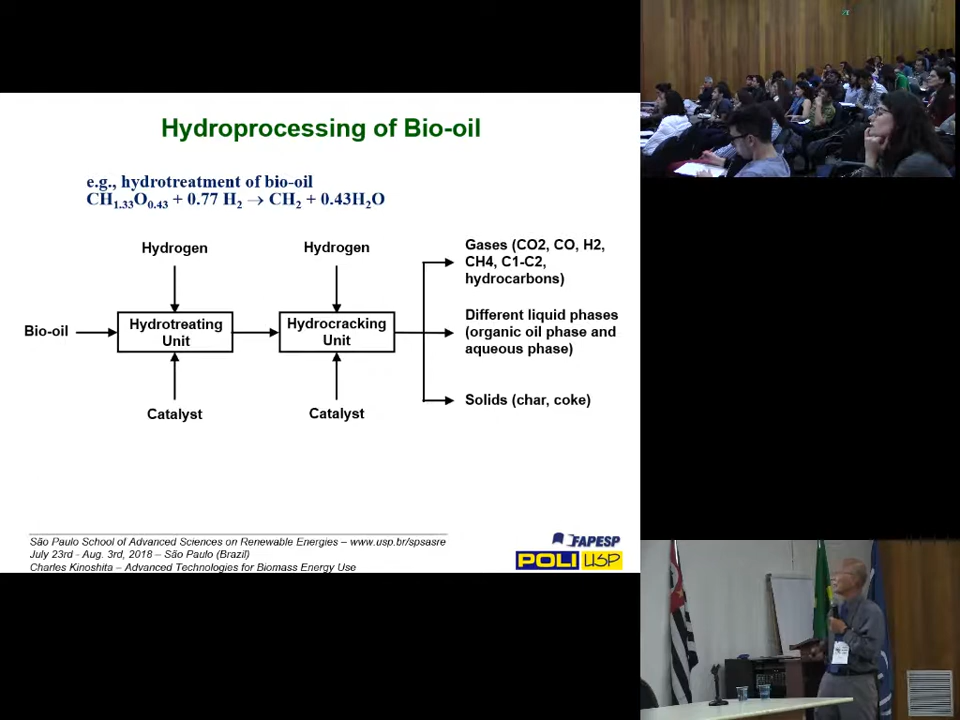 Hydroprocessing of Bio-oil
e.g., hydrotreatment of bio-oil
CH1.33O0.43 + 0.77 H2 → CH2 + 0.43H2O
Hydrogen
Hydrogen
Gases (CO2, CO, H2,
CH4, C1-C2,
hydrocarbons)
Bio-oil
Hydrotreating
Unit
Hydrocracking
Unit
Different liquid phases
(organic oil phase and
aqueous phase)
Solids (char, coke)
Catalyst
Catalyst
São Paulo School of Advanced Sciences on Renewable Energies – www.usp.br/spsasre
July 23rd - Aug. 3rd, 2018 – São Paulo (Brazil)
Charles Kinoshita – Advanced Technologies for Biomass Energy Use
FAPESP
POLI USP